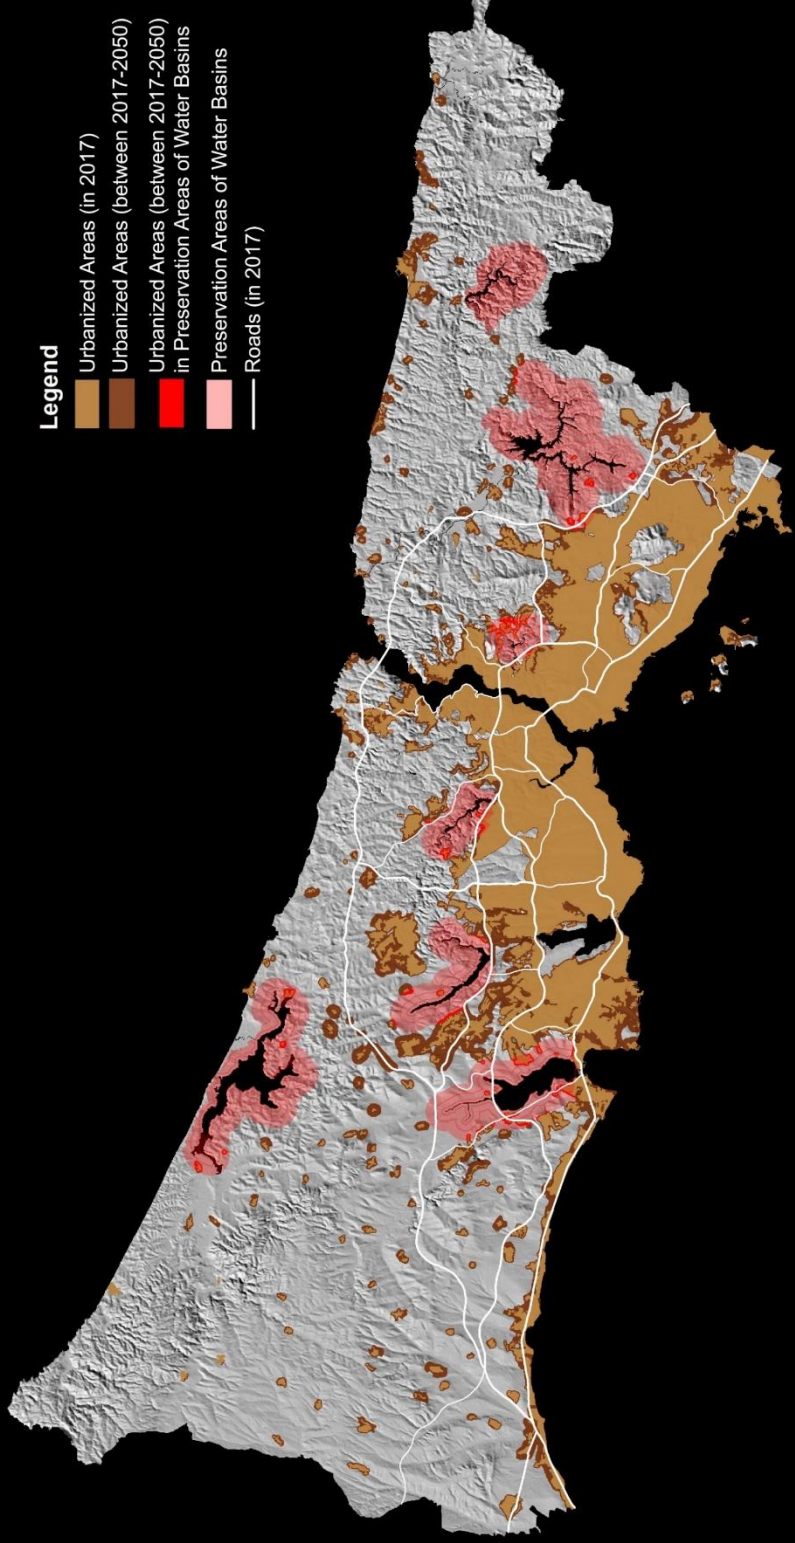 Legend
Urbanized Areas (in 2017)
Urbanized Areas (between 2017-2050)
Urbanized Areas (between 2017-2050)
in Preservation Areas of Water Basins
Preservation Areas of Water Basins
Roads (in 2017)